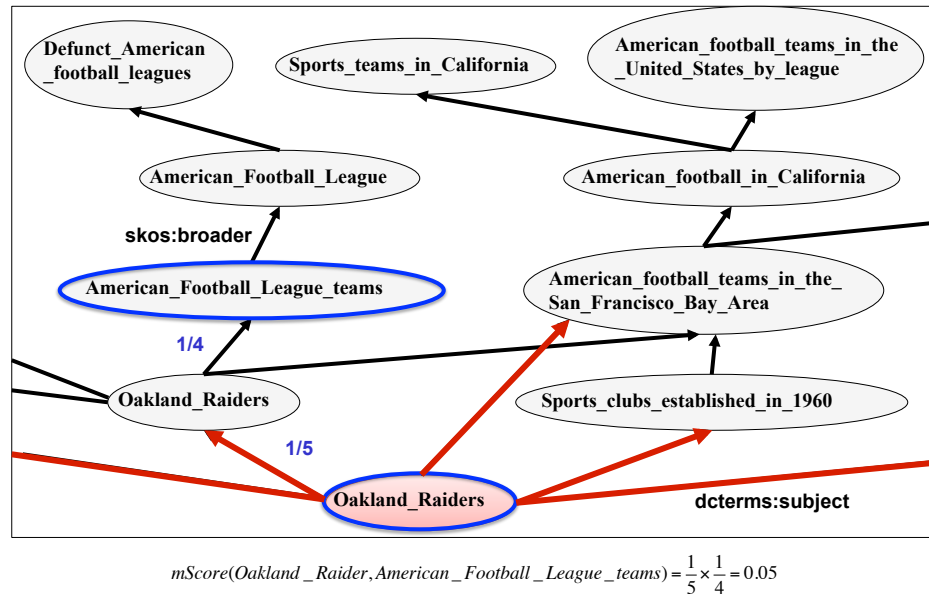 Defunct_American
_football_leagues
Sports_teams_in_California
American_football_teams_in_the
_United_States_by_league
American_Football_League
American_football_in_California
skos:broader
American_Football_League_teams
American_football_teams_in_the_
San_Francisco_Bay_Area
1/4
Oakland_Raiders
Sports_clubs_established_in_1960
1/5
Oakland_Raiders
dcterms:subject
mScore(Oakland_Raider,American_Football_League_teams)=1/5×1/4=0.05